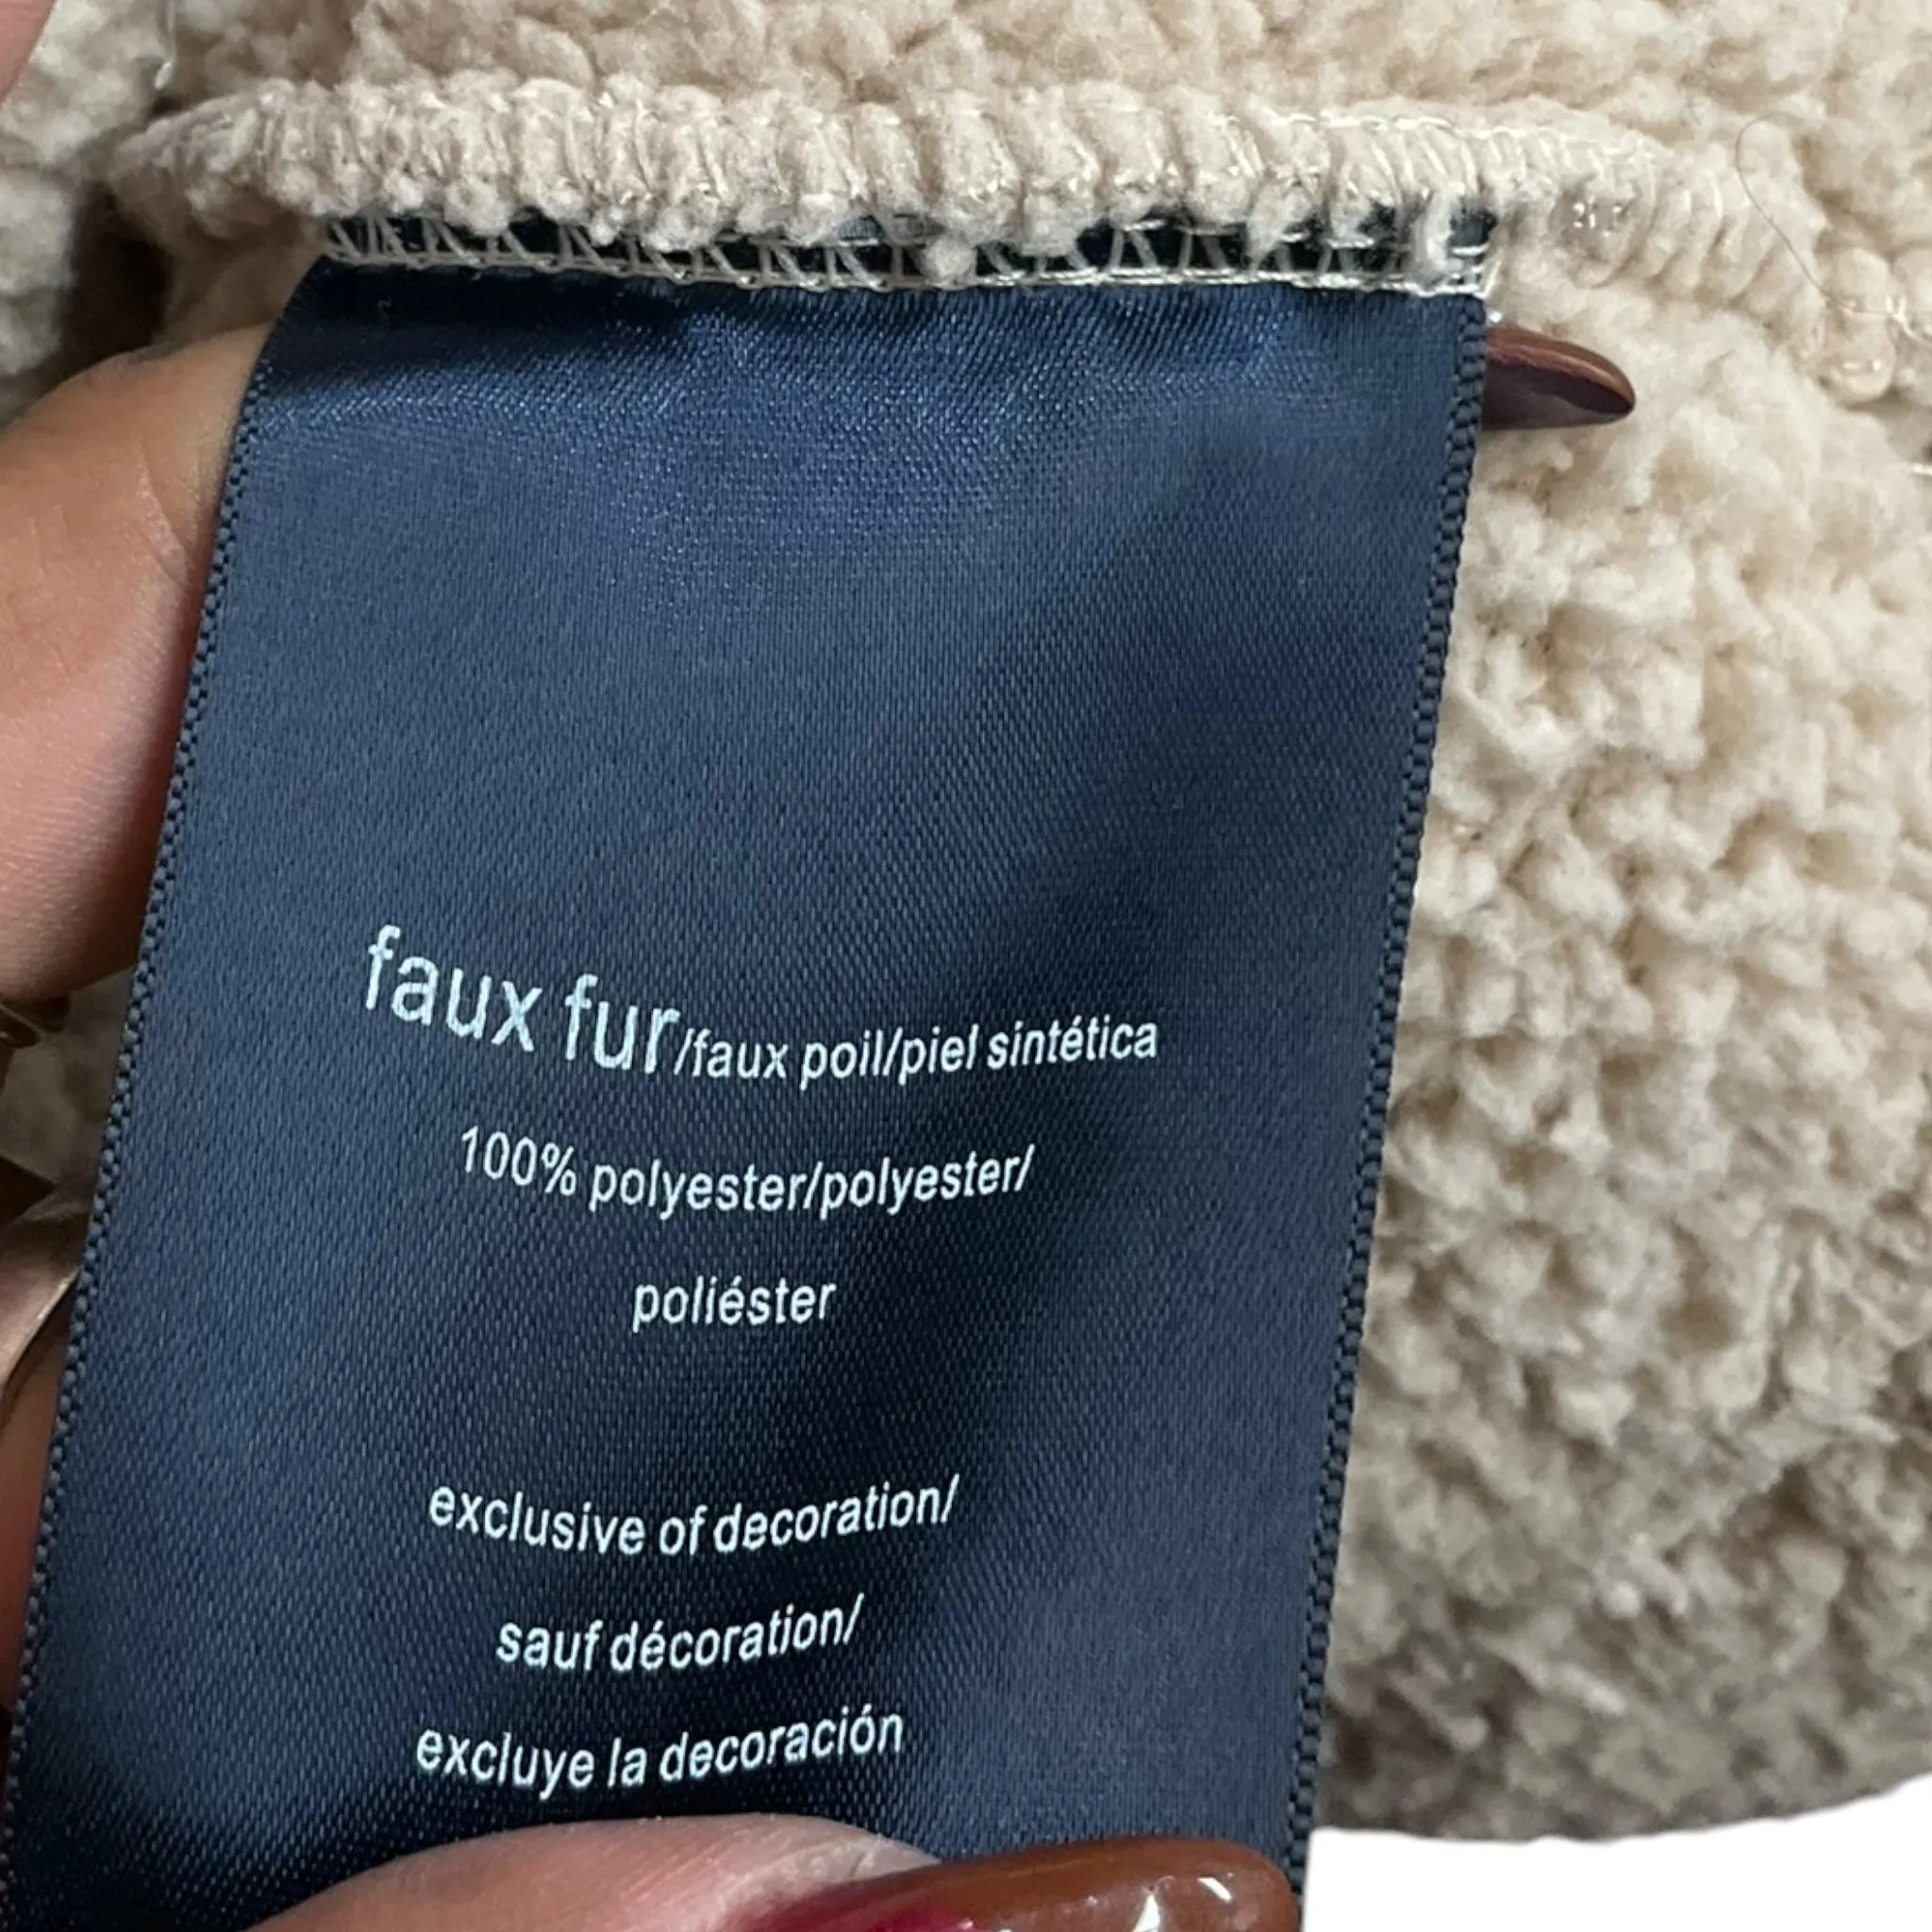 faux fur/faux poil/piel sintética
100% polyester/polyester/
poliéster
exclusive of decoration/
sauf décoration/
excluye la decoración